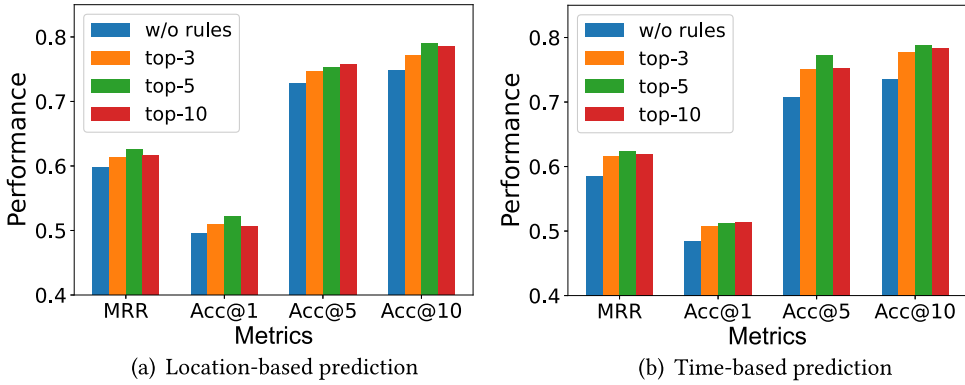 w/o rules
top-3
top-5
top-10
Performance
0.8
0.7
0.6
0.5
0.4
MRR
Acc@1
Acc@5
Acc@10
Metrics
(a) Location-based prediction
w/o rules
top-3
top-5
top-10
Performance
0.8
0.7
0.6
0.5
0.4
MRR
Acc@1
Acc@5
Acc@10
Metrics
(b) Time-based prediction